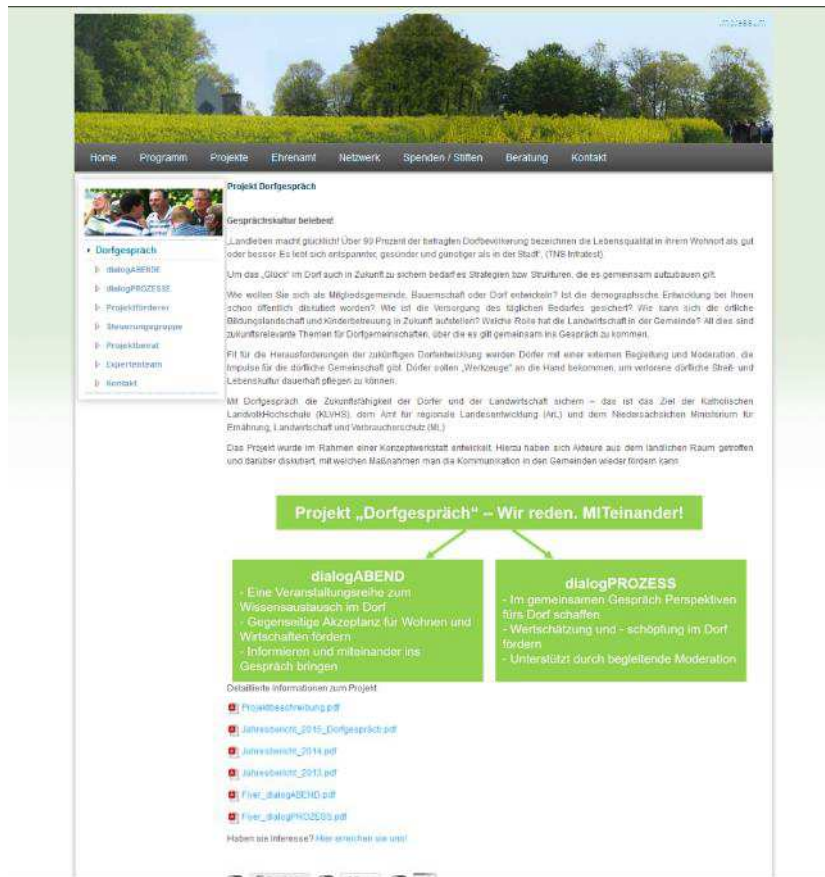 Impressum
Home Programm Projekte Ehrenamt Netzwerk Spenden / Stiften Beratung Kontakt
Projekt Dorfgespräch
Gesprächskultur beleben!
Dorfgespräch
dialogABENDE
dialogPROZESSE
Projektförderer
Steuerungsgruppe
Projektbeirat
Expertenteam
Kontakt
„Landleben macht glücklich! Über 90 Prozent der befragten Dorfbevölkerung bezeichnen die Lebensqualität in ihrem Wohnort als gut
oder besser. Es lebt sich entspannter, gesünder und günstiger als in der Stadt“, (TNS Infratest)
Um das „Glück“ im Dorf auch in Zukunft zu sichern bedarf es Strategien bzw. Strukturen, die es gemeinsam aufzubauen gilt.
Wie wollen Sie sich als Mitgliedsgemeinde, Bauernschaft oder Dorf entwickeln? Ist die demographische Entwicklung bei Ihnen
schon öffentlich diskutiert worden? Wie ist die Versorgung des täglichen Bedarfes gesichert? Wie kann sich die örtliche
Bildungslandschaft und Kinderbetreuung in Zukunft aufstellen? Welche Rolle hat die Landwirtschaft in der Gemeinde? All dies sind
zukunftsrelevante Themen für Dorfgemeinschaften, über die es gilt gemeinsam ins Gespräch zu kommen.
Fit für die Herausforderungen der zukünftigen Dorfentwicklung werden Dörfer mit einer externen Begleitung und Moderation, die
Impulse für die dörfliche Gemeinschaft gibt. Dörfer sollen „Werkzeuge“ an die Hand bekommen, um verlorene dörfliche Streit- und
Lebenskultur dauerhaft pflegen zu können.
Mit Dorfgespräch die Zukunftsfähigkeit der Dörfer und der Landwirtschaft sichern – das ist das Ziel der Katholischen
LandvolkHochschule (KLVHS), dem Amt für regionale Landesentwicklung (ArL) und dem Niedersächsichen Ministerium für
Ernährung, Landwirtschaft und Verbraucherschutz (ML)
Das Projekt wurde im Rahmen einer Konzeptwerkstatt entwickelt. Hierzu haben sich Akteure aus dem ländlichen Raum getroffen
und darüber diskutiert, mit welchen Maßnahmen man die Kommunikation in den Gemeinden wieder fördern kann.
Projekt „Dorfgespräch“ – Wir reden. MITeinander!
dialogABEND
- Eine Veranstaltungsreihe zum
Wissensaustausch im Dorf
- Gegenseitige Akzeptanz für Wohnen und
Wirtschaften fördern
- Informieren und miteinander ins
Gespräch bringen
dialogPROZESS
- Im gemeinsamen Gespräch Perspektiven
fürs Dorf schaffen
- Wertschätzung und - schöpfung im Dorf
fördern
- Unterstützt durch begleitende Moderation
Detaillierte Informationen zum Projekt
Projektbeschreibung.pdf
Jahresbericht_2015_Dorfgespräch.pdf
Jahresbericht_2014.pdf
Jahresbericht_2013.pdf
Flyer_dialogABEND.pdf
Flyer_dialogPROZESS.pdf
Haben sie Interesse? Hier erreichen sie uns!